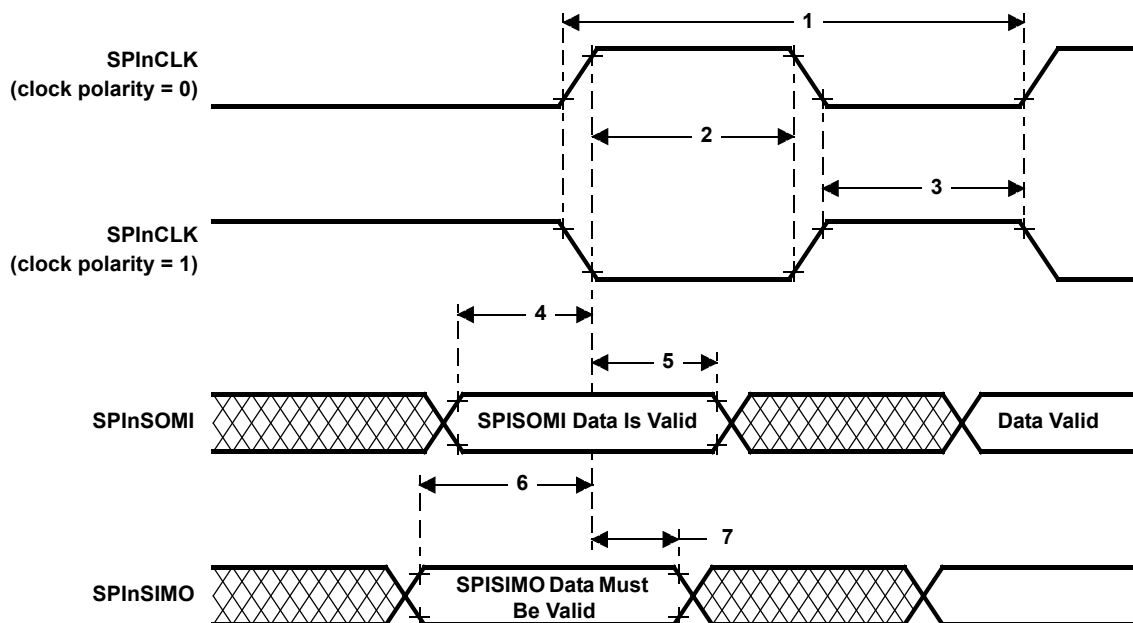 1
SPInCLK
(clock polarity = 0)
2
3
SPInCLK
(clock polarity = 1)
4
5
SPInSOMI
SPISOMI Data Is Valid
Data Valid
6
7
SPInSIMO
SPISIMO Data Must
Be Valid